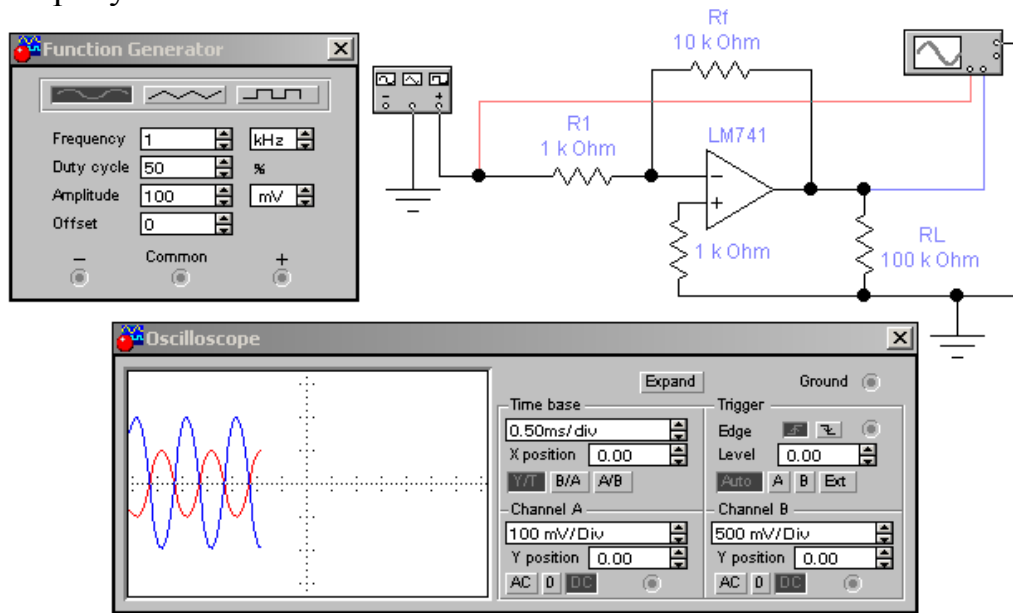 Function Generator
Frequency 1 kHz
Duty cycle 50 %
Amplitude 100 mV
Offset 0
− Common +
Rf
10 k Ohm
R1
1 k Ohm
LM741
1 k Ohm
RL
100 k Ohm
Oscilloscope
Expand
Ground
Time base
0.50ms/div
X position 0.00
Y/T B/A A/B
Trigger
Edge
Level 0.00
Auto A B Ext
Channel A
100 mV/Div
Y position 0.00
AC 0 DC
Channel B
500 mV/Div
Y position 0.00
AC 0 DC